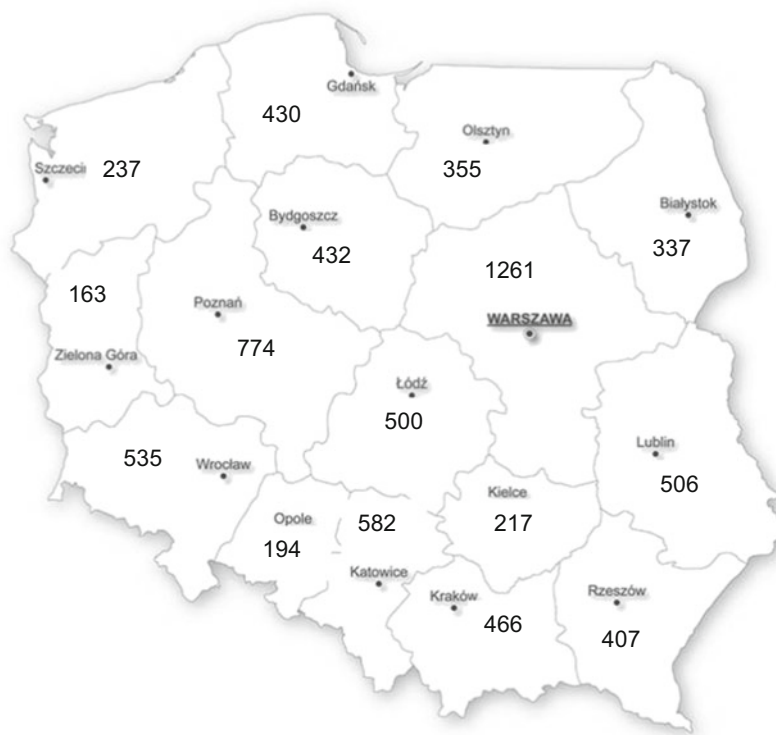 Gdańsk
430
Olsztyn
355
Szczecin
237
Białystok
337
Bydgoszcz
432
1261
WARSZAWA
163
Zielona Góra
Poznań
774
Łódź
500
Lublin
506
535
Wrocław
Opole
194
582
Katowice
Kielce
217
Kraków
466
Rzeszów
407